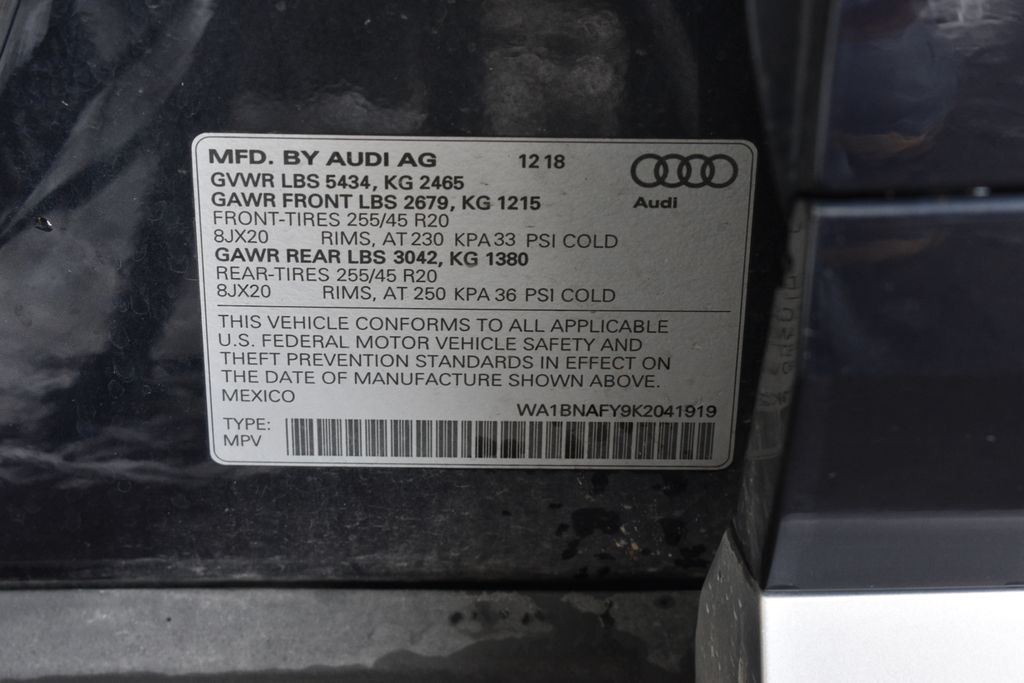 MFD. BY AUDI AG 12 18
GVWR LBS 5434, KG 2465
GAWR FRONT LBS 2679, KG 1215
Audi
FRONT-TIRES 255/45 R20
8JX20 RIMS, AT 230 KPA 33 PSI COLD
GAWR REAR LBS 3042, KG 1380
REAR-TIRES 255/45 R20
8JX20 RIMS, AT 250 KPA 36 PSI COLD
THIS VEHICLE CONFORMS TO ALL APPLICABLE
U.S. FEDERAL MOTOR VEHICLE SAFETY AND
THEFT PREVENTION STANDARDS IN EFFECT ON
THE DATE OF MANUFACTURE SHOWN ABOVE.
MEXICO
WA1BNAFY9K2041919
TYPE:
MPV